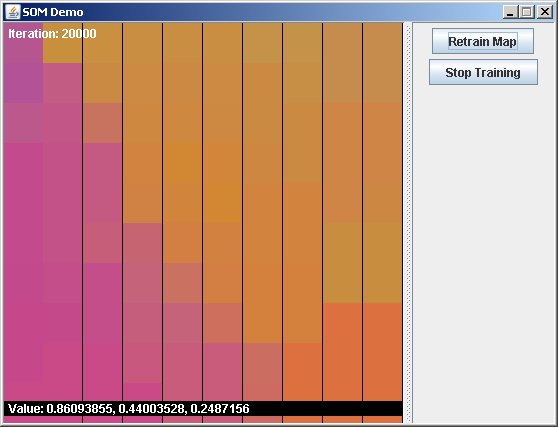 SOM Demo
Iteration: 20000
Retrain Map
Stop Training
Value: 0.86093855, 0.44003528, 0.2487156